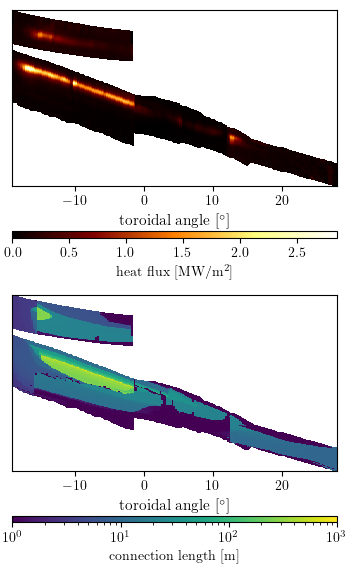 −10 0 10 20
toroidal angle [°]
0.0 0.5 1.0 1.5 2.0 2.5
heat flux [MW/m²]
−10 0 10 20
toroidal angle [°]
10⁰ 10¹ 10² 10³
connection length [m]